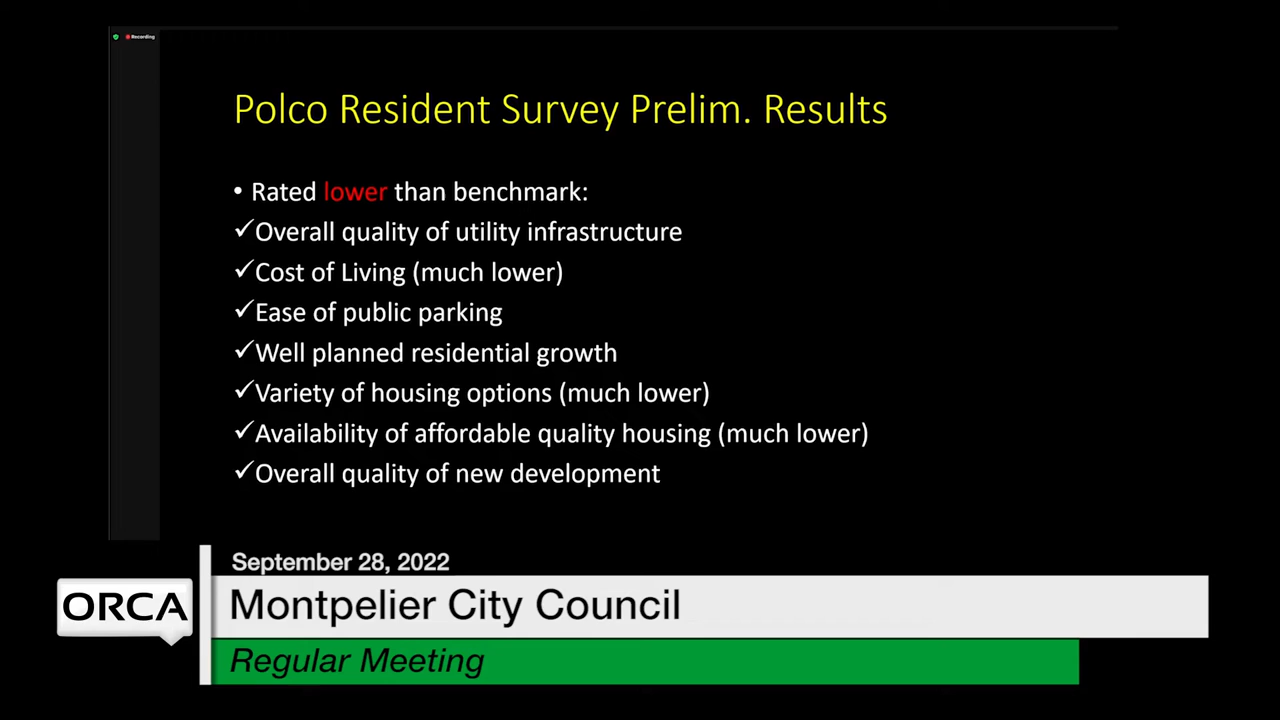 Recording
Polco Resident Survey Prelim. Results
• Rated lower than benchmark:
✓Overall quality of utility infrastructure
✓Cost of Living (much lower)
✓Ease of public parking
✓Well planned residential growth
✓Variety of housing options (much lower)
✓Availability of affordable quality housing (much lower)
✓Overall quality of new development
September 28, 2022
ORCA
Montpelier City Council
Regular Meeting